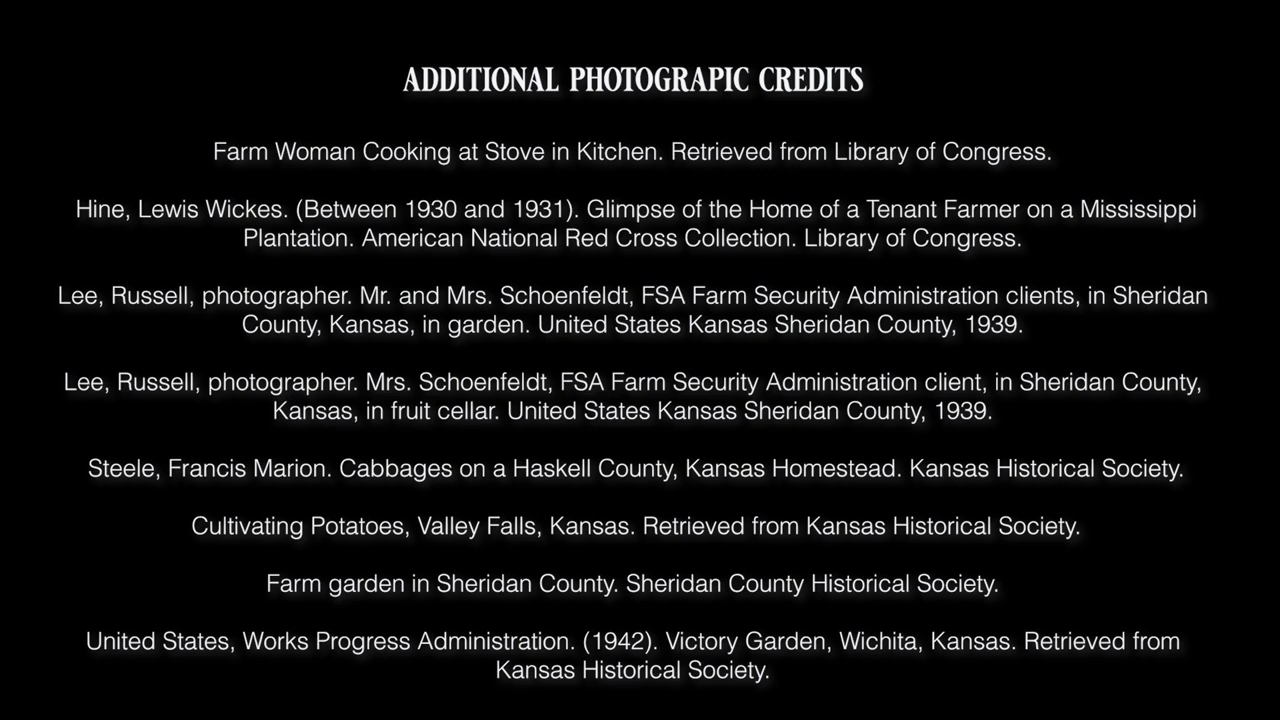 ADDITIONAL PHOTOGRAPIC CREDITS
Farm Woman Cooking at Stove in Kitchen. Retrieved from Library of Congress.
Hine, Lewis Wickes. (Between 1930 and 1931). Glimpse of the Home of a Tenant Farmer on a Mississippi
Plantation. American National Red Cross Collection. Library of Congress.
Lee, Russell, photographer. Mr. and Mrs. Schoenfeldt, FSA Farm Security Administration clients, in Sheridan
County, Kansas, in garden. United States Kansas Sheridan County, 1939.
Lee, Russell, photographer. Mrs. Schoenfeldt, FSA Farm Security Administration client, in Sheridan County,
Kansas, in fruit cellar. United States Kansas Sheridan County, 1939.
Steele, Francis Marion. Cabbages on a Haskell County, Kansas Homestead. Kansas Historical Society.
Cultivating Potatoes, Valley Falls, Kansas. Retrieved from Kansas Historical Society.
Farm garden in Sheridan County. Sheridan County Historical Society.
United States, Works Progress Administration. (1942). Victory Garden, Wichita, Kansas. Retrieved from
Kansas Historical Society.